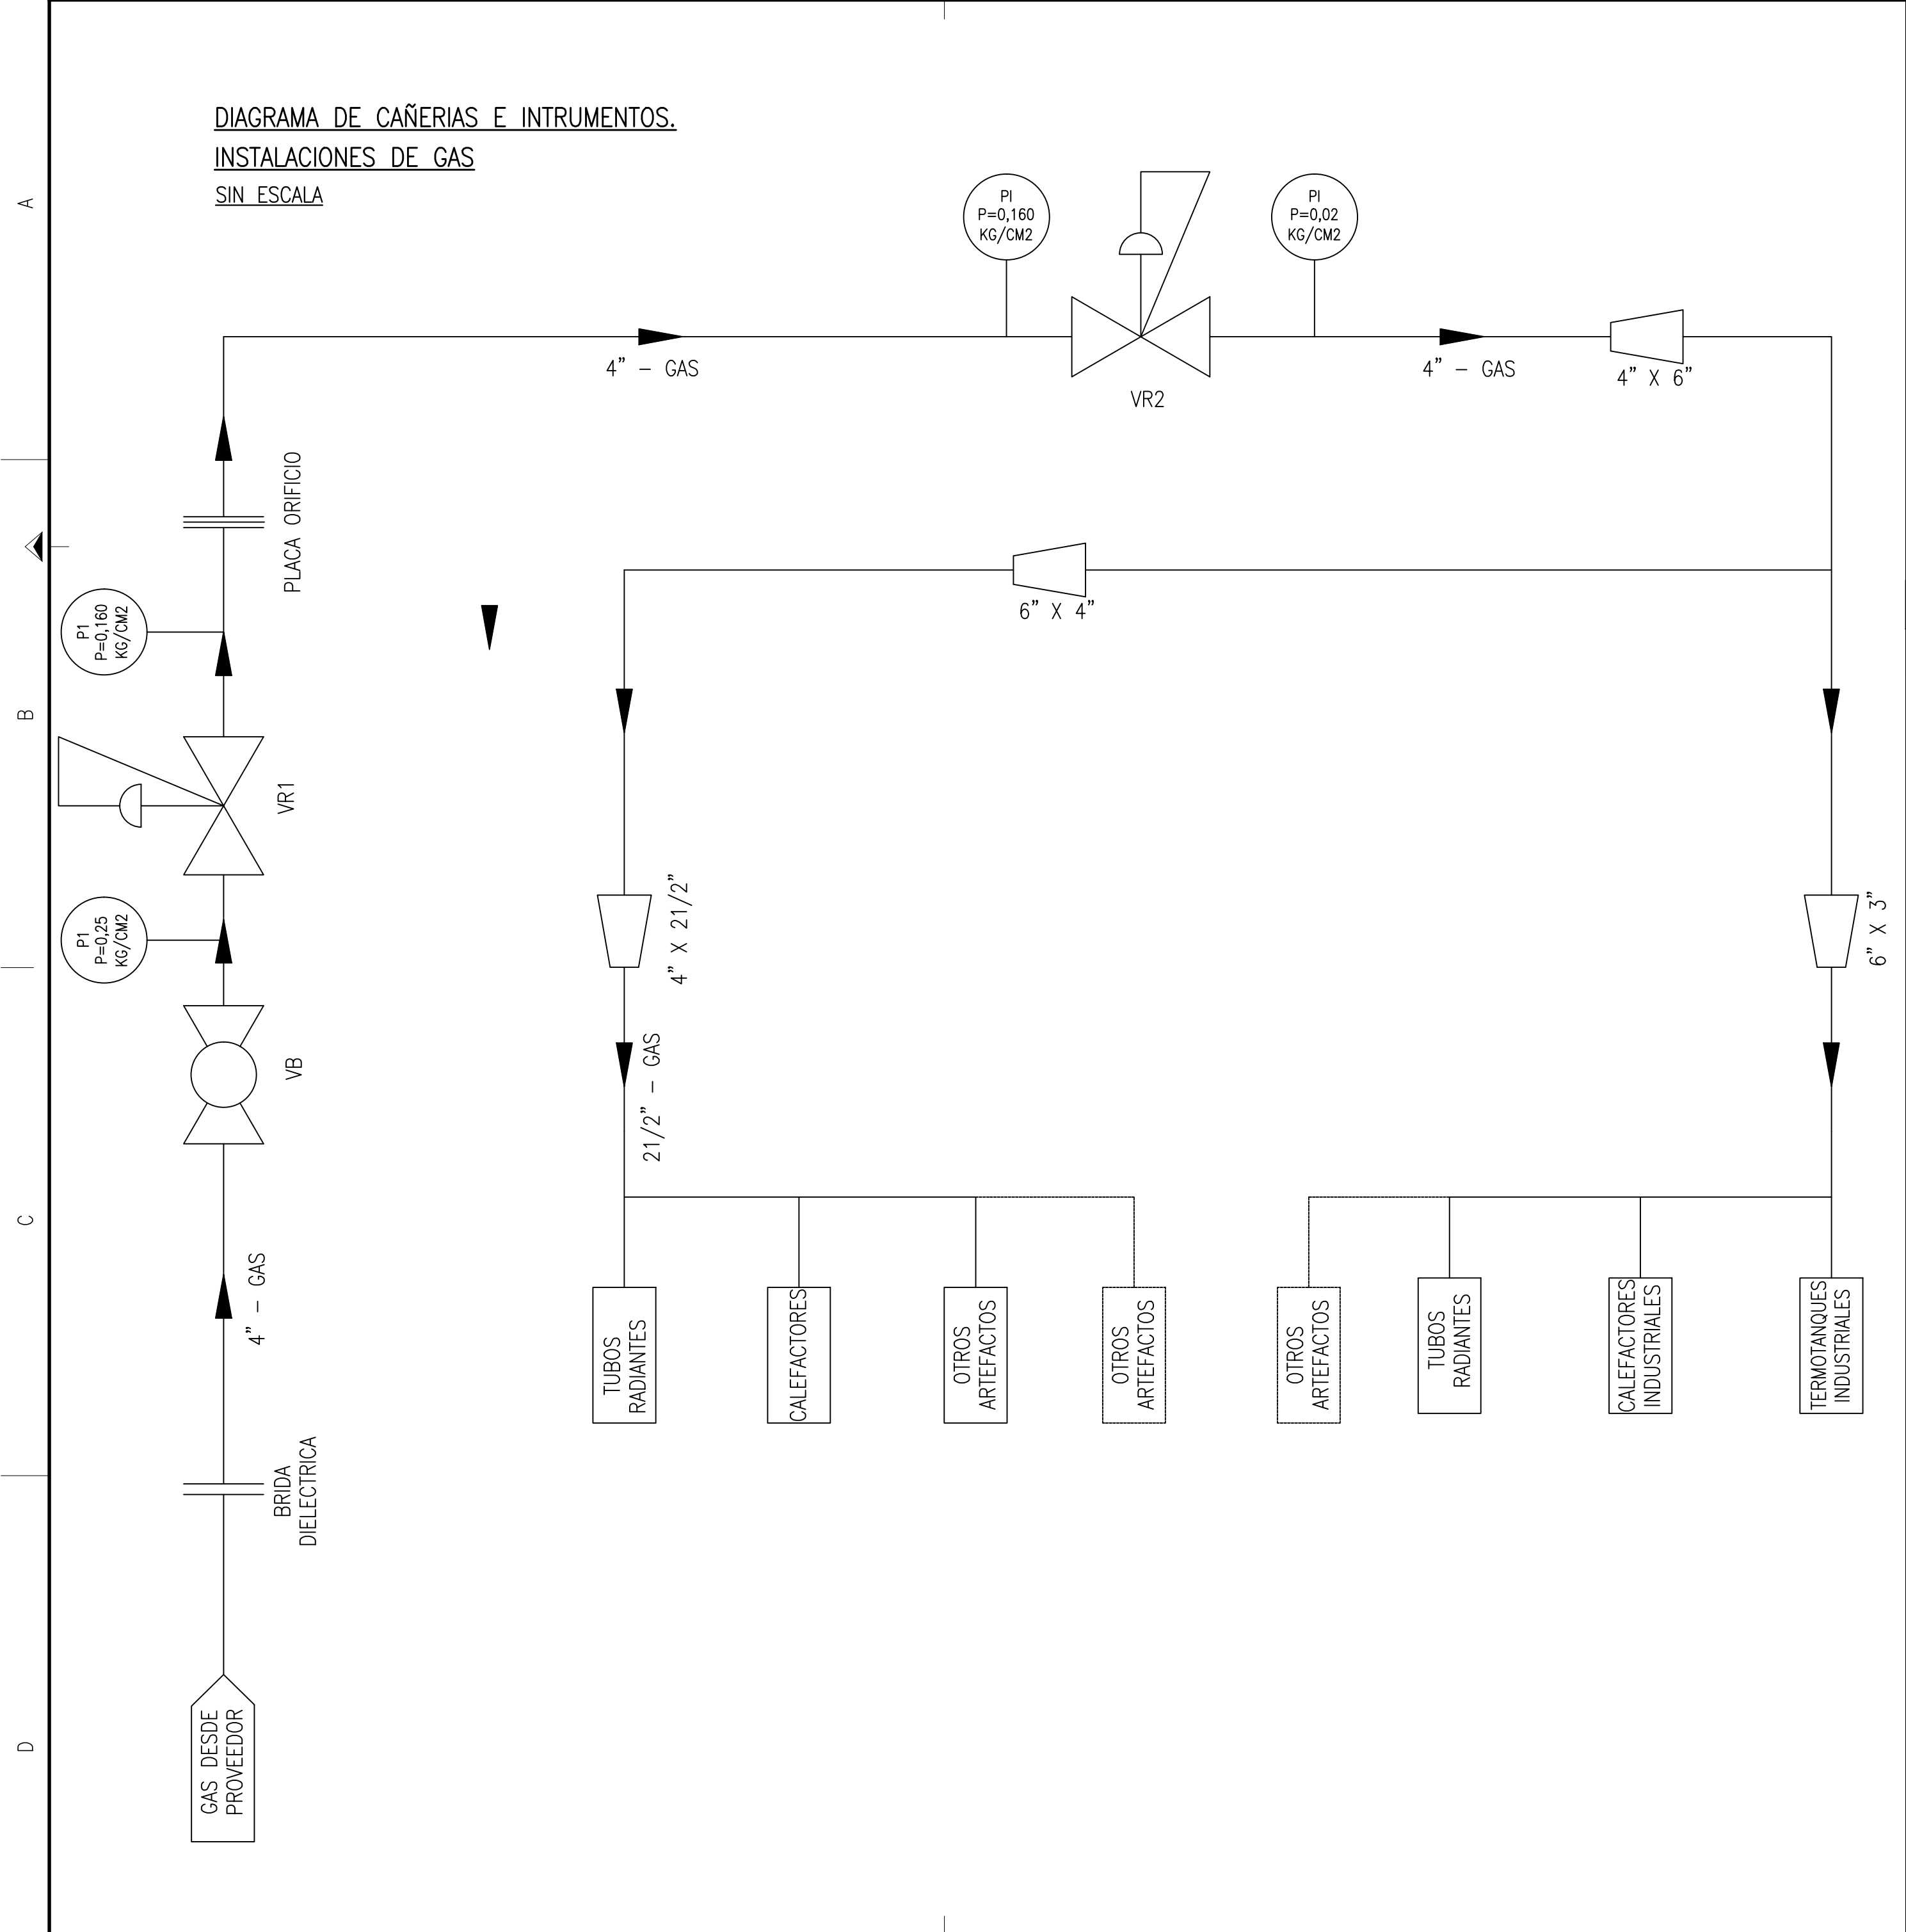 DIAGRAMA DE CAÑERIAS E INTRUMENTOS.
INSTALACIONES DE GAS
SIN ESCALA
A
B
C
D
PI
P=0,160
KG/CM2
PI
P=0,02
KG/CM2
4" - GAS
VR2
4" - GAS
4" X 6"
PLACA ORIFICIO
P1
P=0,160
KG/CM2
6" X 4"
VR1
P1
P=0,25
KG/CM2
4" X 21/2"
6" X 3"
VB
21/2" - GAS
4" - GAS
TUBOS
RADIANTES
CALEFACTORES
OTROS
ARTEFACTOS
OTROS
ARTEFACTOS
OTROS
ARTEFACTOS
TUBOS
RADIANTES
CALEFACTORES
INDUSTRIALES
TERMOTANQUES
INDUSTRIALES
BRIDA
DIELECTRICA
GAS DESDE
PROVEEDOR